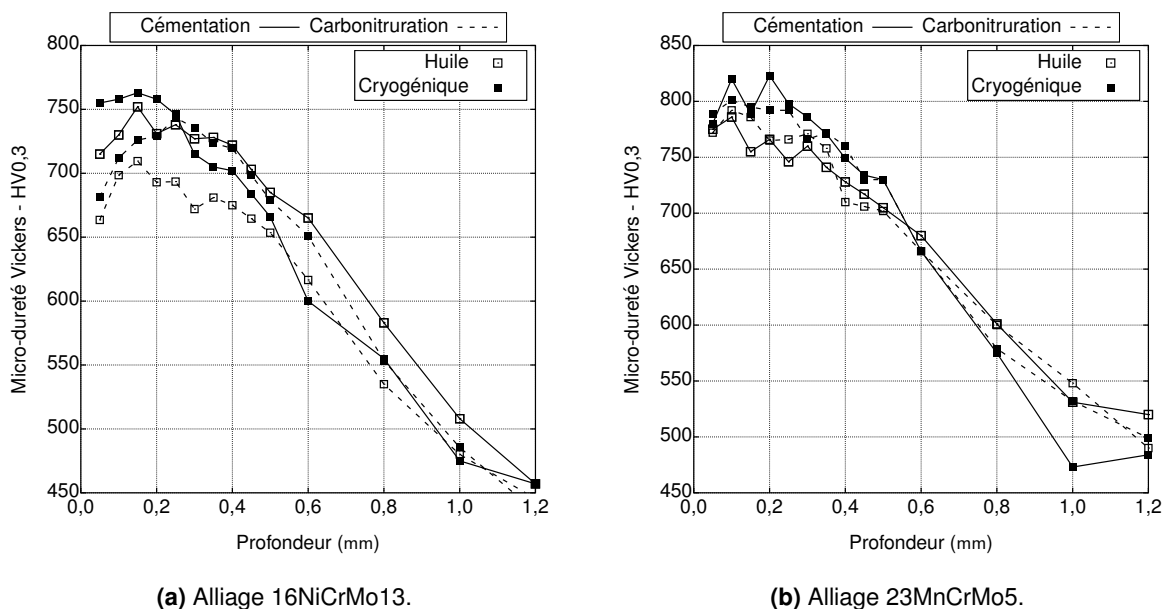 Cémentation Carbonitruration
Huile
Cryogénique
Micro-dureté Vickers - HV0,3
800
750
700
650
600
550
500
450
0,0 0,2 0,4 0,6 0,8 1,0 1,2
Profondeur (mm)
(a) Alliage 16NiCrMo13.
Cémentation Carbonitruration
Huile
Cryogénique
Micro-dureté Vickers - HV0,3
850
800
750
700
650
600
550
500
450
0,0 0,2 0,4 0,6 0,8 1,0 1,2
Profondeur (mm)
(b) Alliage 23MnCrMo5.